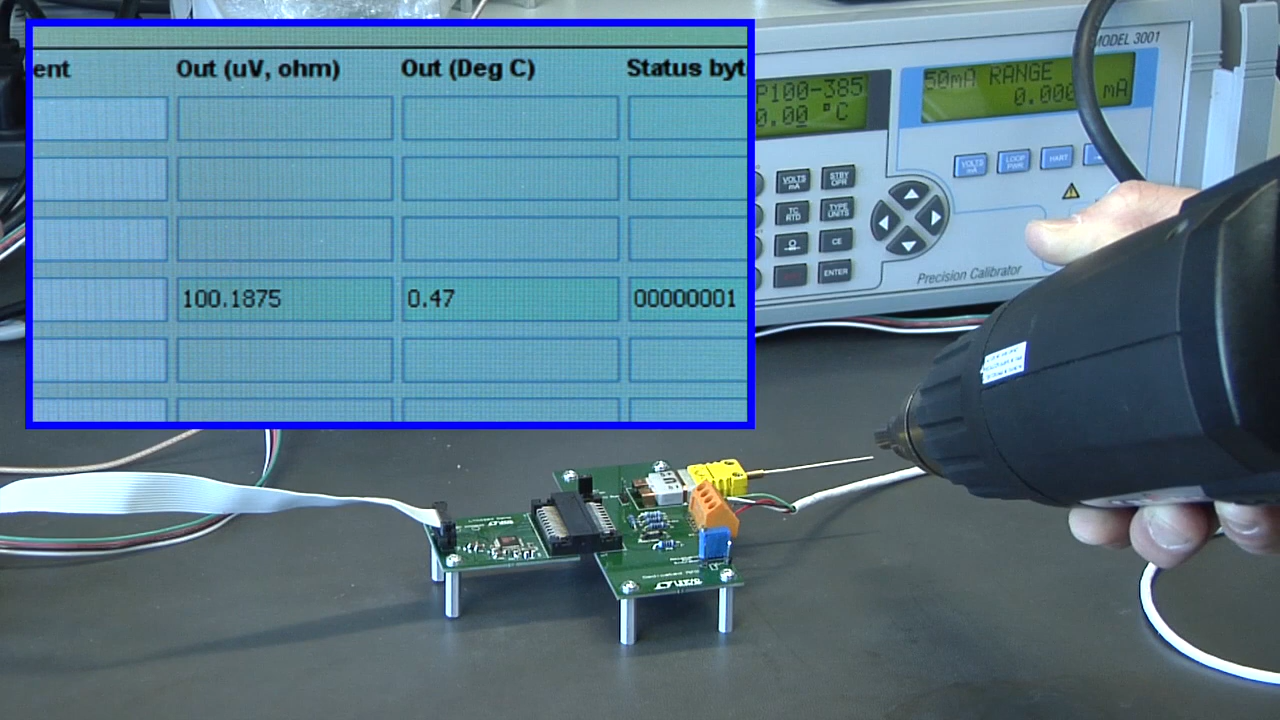 ent Out (uV, ohm) Out (Deg C) Status byt
100.1875 0.47 00000001
MODEL 3001
P100-385
0.00 °C
50mA RANGE
0.000 mA
VOLTS mA
STBY OPR
VOLTS mA
LOOP PWR
HART
TC RTD
TYPE UNITS
CE
ENTER
Precision Calibrator